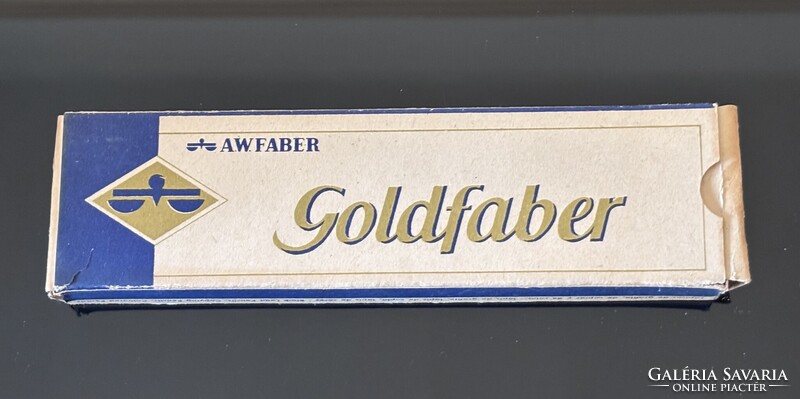 A.W.FABER
Goldfaber
GALÉRIA SAVARIA
ONLINE PIACTÉR